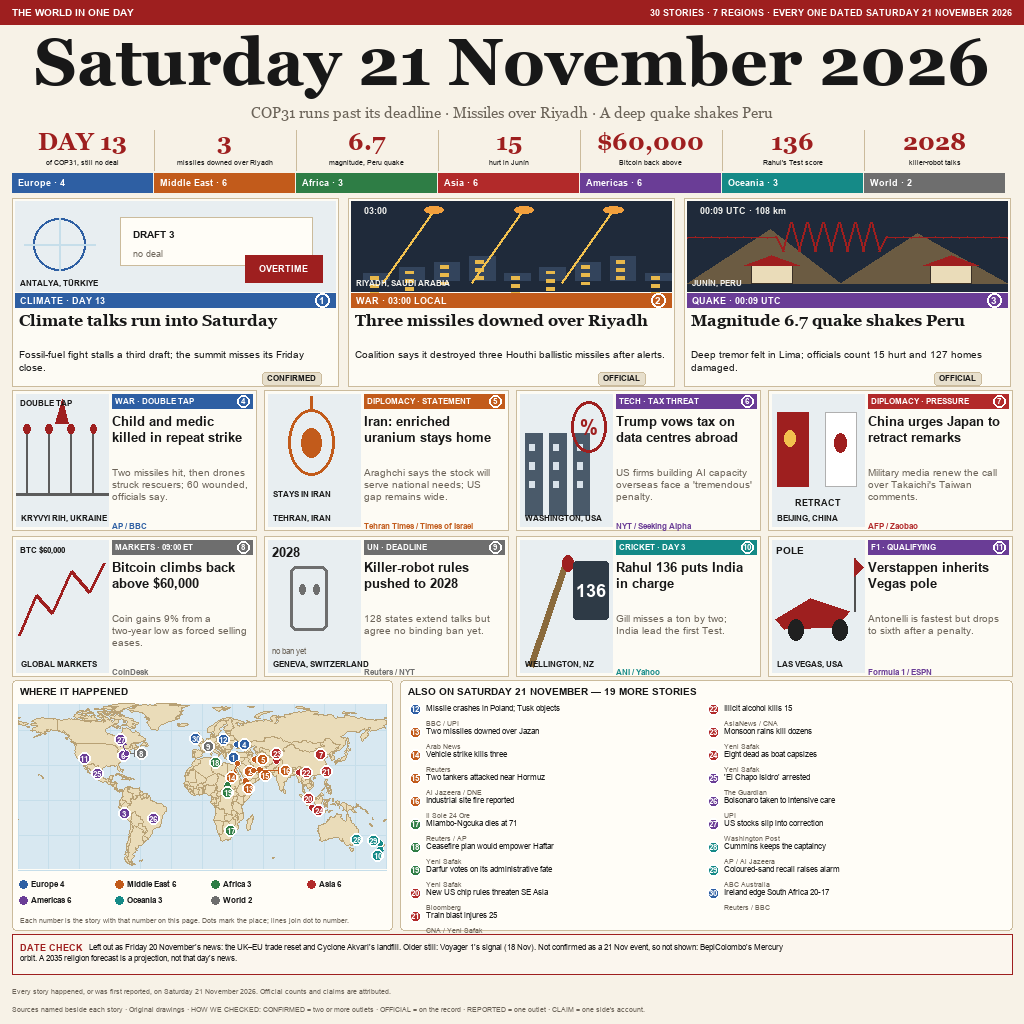 THE WORLD IN ONE DAY
30 STORIES · 7 REGIONS · EVERY ONE DATED SATURDAY 21 NOVEMBER 2026
Saturday 21 November 2026
COP31 runs past its deadline · Missiles over Riyadh · A deep quake shakes Peru
DAY 13
of COP31, still no deal
3
missiles downed over Riyadh
6.7
magnitude, Peru quake
15
hurt in Junín
$60,000
Bitcoin back above
136
Rahul's Test score
2028
killer-robot talks
Europe · 4
Middle East · 6
Africa · 3
Asia · 6
Americas · 6
Oceania · 3
World · 2
DRAFT 3
no deal
OVERTIME
ANTALYA, TÜRKIYE
CLIMATE · DAY 13
1
Climate talks run into Saturday
Fossil-fuel fight stalls a third draft; the summit misses its Friday
close.
CONFIRMED
03:00
RIYADH, SAUDI ARABIA
WAR · 03:00 LOCAL
2
Three missiles downed over Riyadh
Coalition says it destroyed three Houthi ballistic missiles after alerts.
OFFICIAL
00:09 UTC · 108 km
JUNÍN, PERU
QUAKE · 00:09 UTC
3
Magnitude 6.7 quake shakes Peru
Deep tremor felt in Lima; officials count 15 hurt and 127 homes
damaged.
OFFICIAL
DOUBLE TAP
KRYVYI RIH, UKRAINE
WAR · DOUBLE TAP
4
Child and medic
killed in repeat strike
Two missiles hit, then drones
struck rescuers; 60 wounded,
officials say.
AP / BBC
STAYS IN IRAN
TEHRAN, IRAN
DIPLOMACY · STATEMENT
5
Iran: enriched
uranium stays home
Araghchi says the stock will
serve national needs; US
gap remains wide.
Tehran Times / Times of Israel
%
WASHINGTON, USA
TECH · TAX THREAT
6
Trump vows tax on
data centres abroad
US firms building AI capacity
overseas face a 'tremendous'
penalty.
NYT / Seeking Alpha
RETRACT
BEIJING, CHINA
DIPLOMACY · PRESSURE
7
China urges Japan to
retract remarks
Military media renew the call
over Takaichi's Taiwan
comments.
AFP / Zaobao
BTC $60,000
GLOBAL MARKETS
MARKETS · 09:00 ET
8
Bitcoin climbs back
above $60,000
Coin gains 9% from a
two-year low as forced selling
eases.
CoinDesk
2028
no ban yet
GENEVA, SWITZERLAND
UN · DEADLINE
9
Killer-robot rules
pushed to 2028
128 states extend talks but
agree no binding ban yet.
Reuters / NYT
136
WELLINGTON, NZ
CRICKET · DAY 3
10
Rahul 136 puts India
in charge
Gill misses a ton by two;
India lead the first Test.
ANI / Yahoo
POLE
LAS VEGAS, USA
F1 · QUALIFYING
11
Verstappen inherits
Vegas pole
Antonelli is fastest but drops
to sixth after a penalty.
Formula 1 / ESPN
WHERE IT HAPPENED
Europe 4
Middle East 6
Africa 3
Asia 6
Americas 6
Oceania 3
World 2
Each number is the story with that number on this page. Dots mark the place; lines join dot to number.
ALSO ON SATURDAY 21 NOVEMBER — 19 MORE STORIES
12 Missile crashes in Poland; Tusk objects
BBC / UPI
13 Two missiles downed over Jazan
Arab News
14 Vehicle strike kills three
Reuters
15 Two tankers attacked near Hormuz
Al Jazeera / DNE
16 Industrial site fire reported
Il Sole 24 Ore
17 Mlambo-Ngcuka dies at 71
Reuters / AP
18 Ceasefire plan would empower Haftar
Yeni Safak
19 Darfur votes on its administrative fate
Yeni Safak
20 New US chip rules threaten SE Asia
Bloomberg
21 Train blast injures 25
CNA / Yeni Safak
22 Illicit alcohol kills 15
AsiaNews / CNA
23 Monsoon rains kill dozens
Yeni Safak
24 Eight dead as boat capsizes
Yeni Safak
25 'El Chapo Isidro' arrested
The Guardian
26 Bolsonaro taken to intensive care
UPI
27 US stocks slip into correction
Washington Post
28 Cummins keeps the captaincy
AP / Al Jazeera
29 Coloured-sand recall raises alarm
ABC Australia
30 Ireland edge South Africa 20-17
Reuters / BBC
DATE CHECK Left out as Friday 20 November's news: the UK–EU trade reset and Cyclone Akvari's landfill. Older still: Voyager 1's signal (18 Nov). Not confirmed as a 21 Nov event, so not shown: BepiColombo's Mercury
orbit. A 2035 religion forecast is a projection, not that day's news.
Every story happened, or was first reported, on Saturday 21 November 2026. Official counts and claims are attributed.
Sources named beside each story · Original drawings · HOW WE CHECKED: CONFIRMED = two or more outlets · OFFICIAL = on the record · REPORTED = one outlet · CLAIM = one side's account.